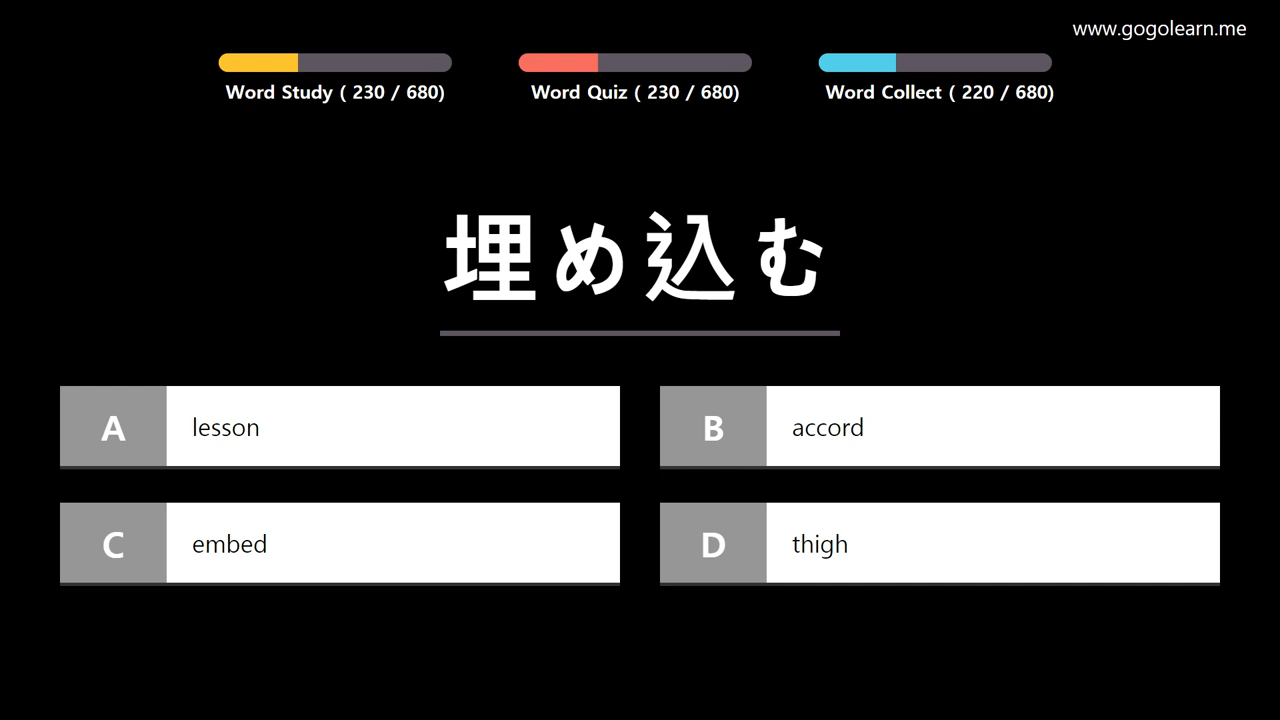 www.gogolearn.me
Word Study ( 230 / 680)
Word Quiz ( 230 / 680)
Word Collect ( 220 / 680)
埋め込む
A lesson
B accord
C embed
D thigh